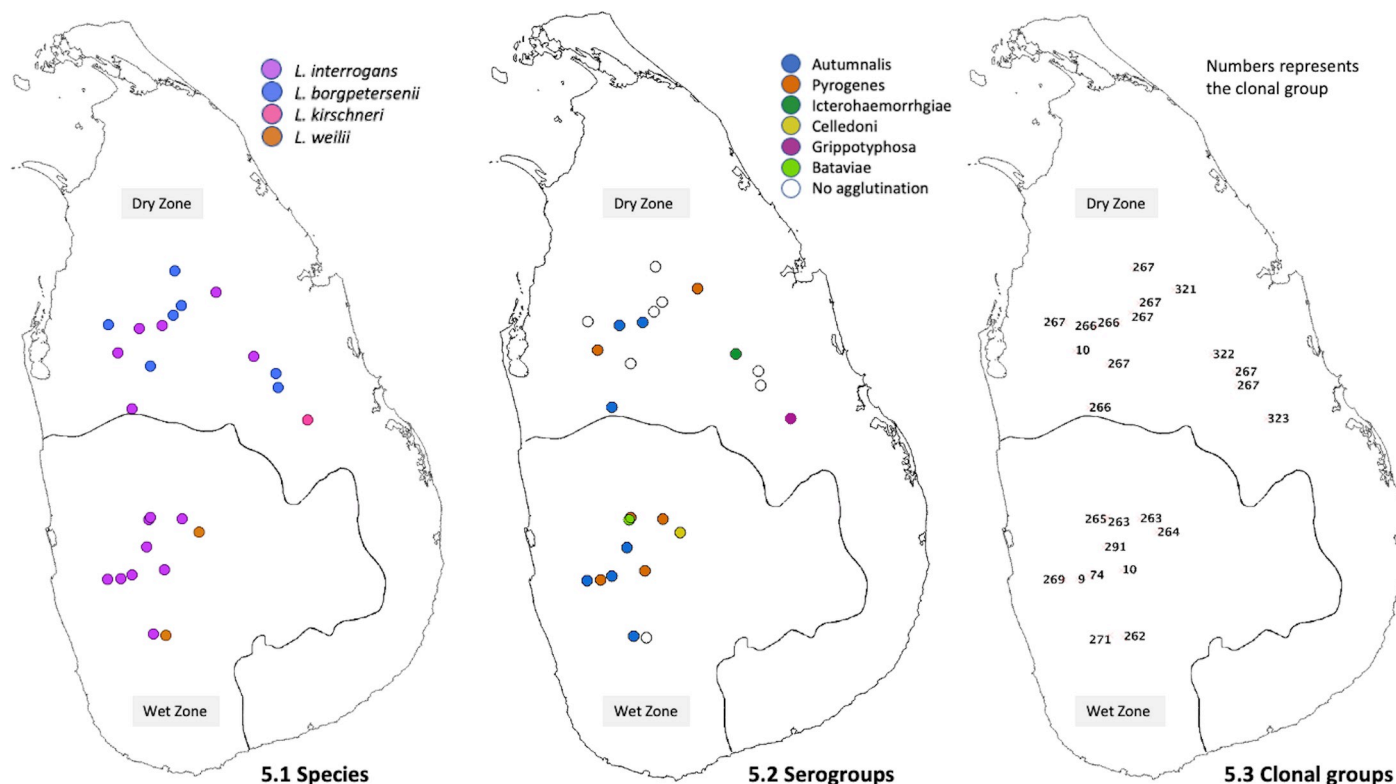 L. interrogans
L. borgpetersenii
L. kirschneri
L. weilii
Dry Zone
Wet Zone
5.1 Species
Autumnalis
Pyrogenes
Icterohaemorrhgiae
Celledoni
Grippotyphosa
Bataviae
No agglutination
Dry Zone
Wet Zone
5.2 Serogroups
Numbers represents
the clonal group
Dry Zone
267
321
267
267
267
266
266
10
267
322
267
267
266
323
265
263
263
264
291
10
269
9
74
271
262
Wet Zone
5.3 Clonal groups